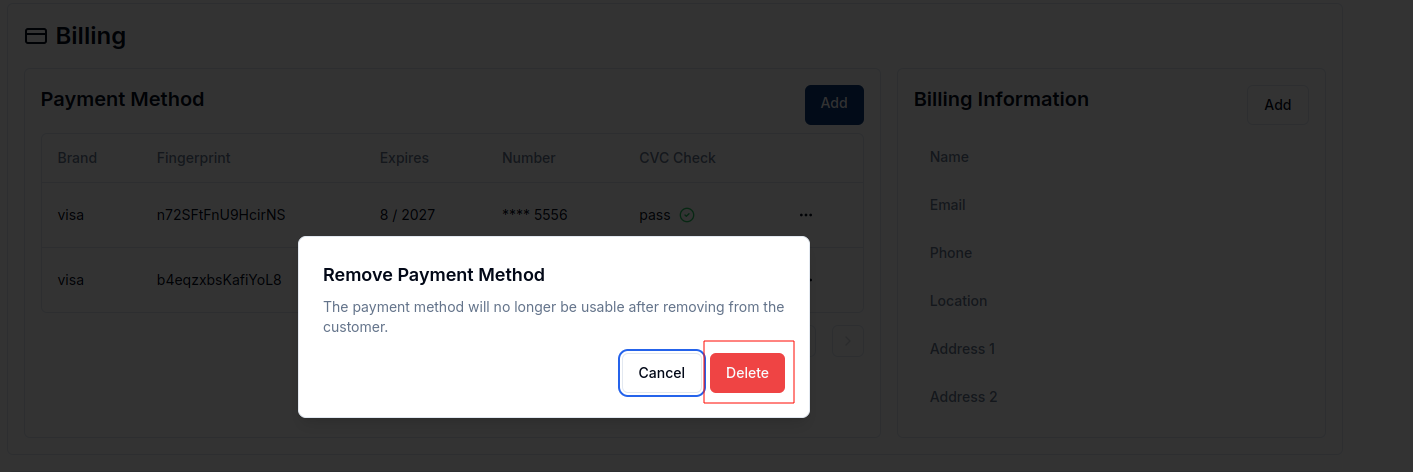 Billing
Payment Method
Add
Brand Fingerprint Expires Number CVC Check
visa n72SFtFnU9HcirNS 8 / 2027 **** 5556 pass
visa b4eqzxbsKafiYoL8
Remove Payment Method
The payment method will no longer be usable after removing from the
customer.
Cancel Delete
Billing Information
Add
Name
Email
Phone
Location
Address 1
Address 2